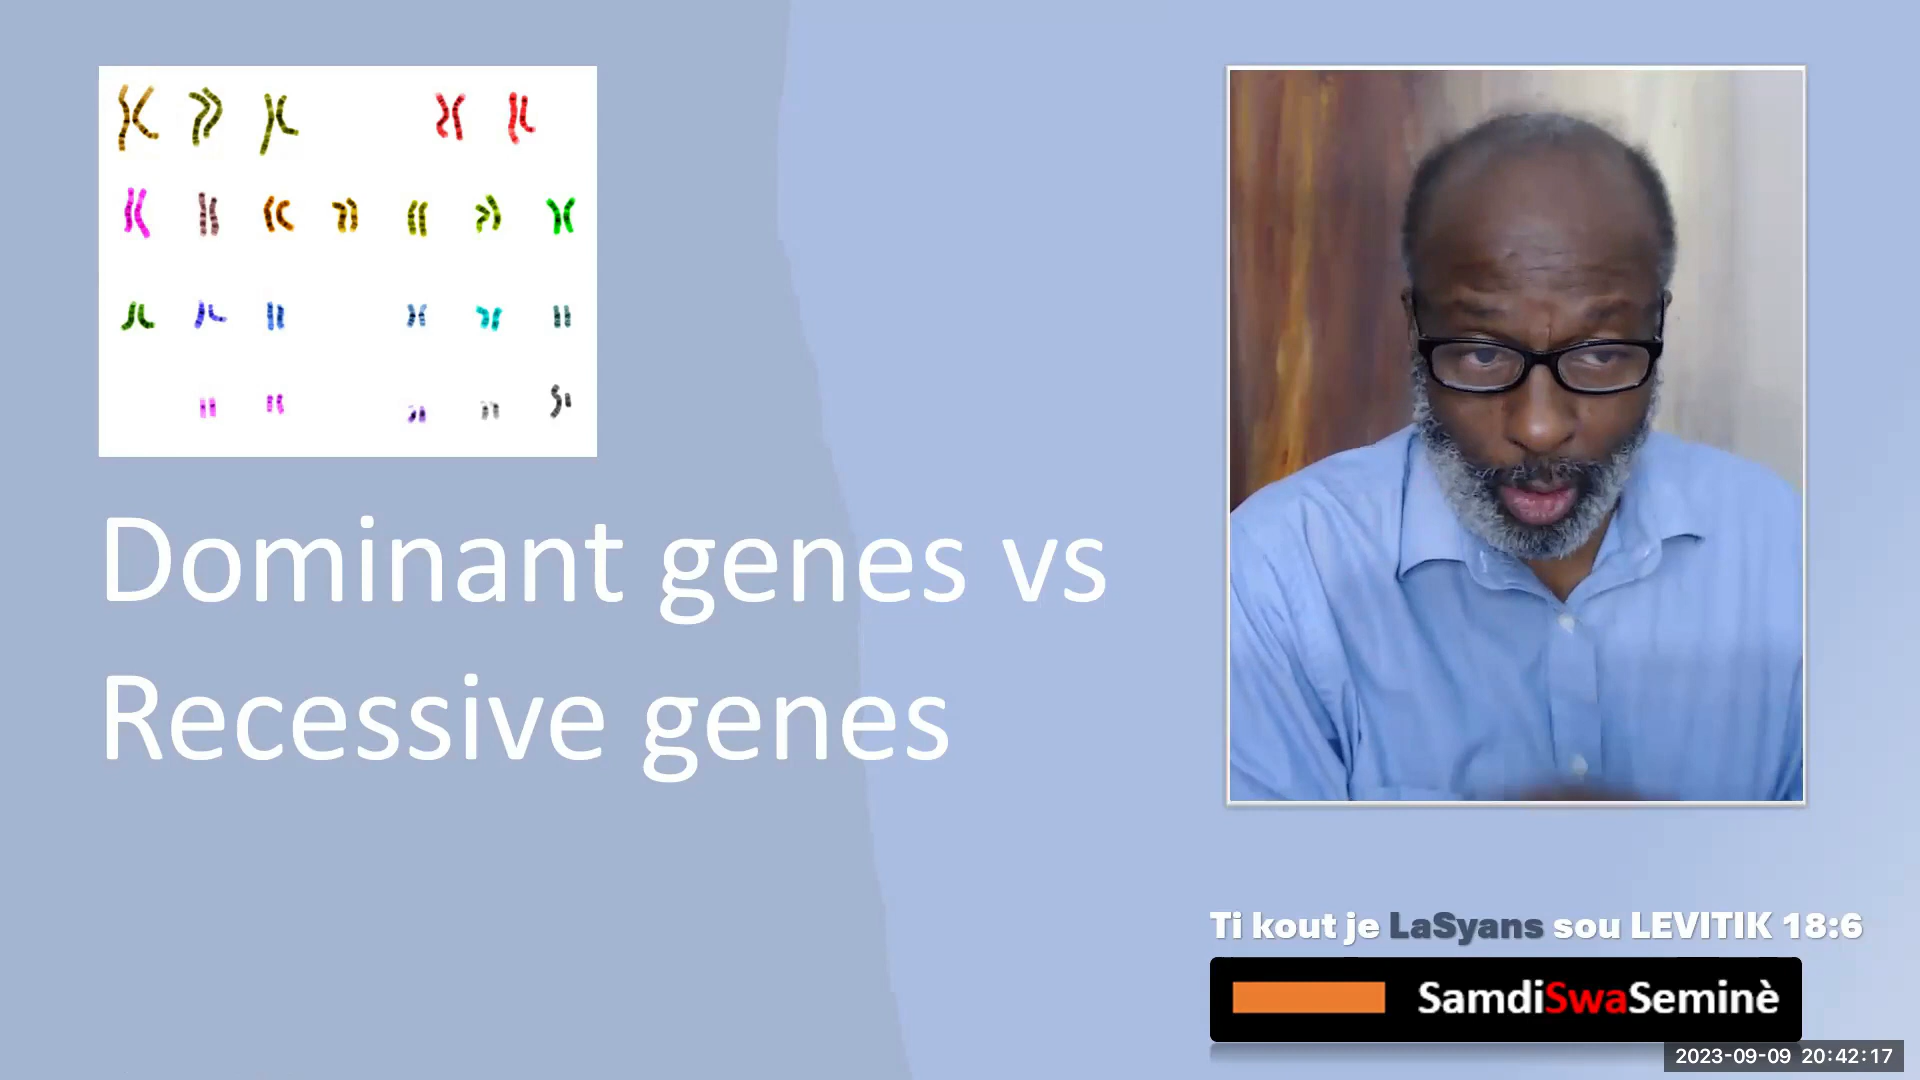 Dominant genes vs
Recessive genes
Ti kout je LaSyans sou LEVITIK 18:6
SamdiSwaSeminè
2023-09-09 20:42:17